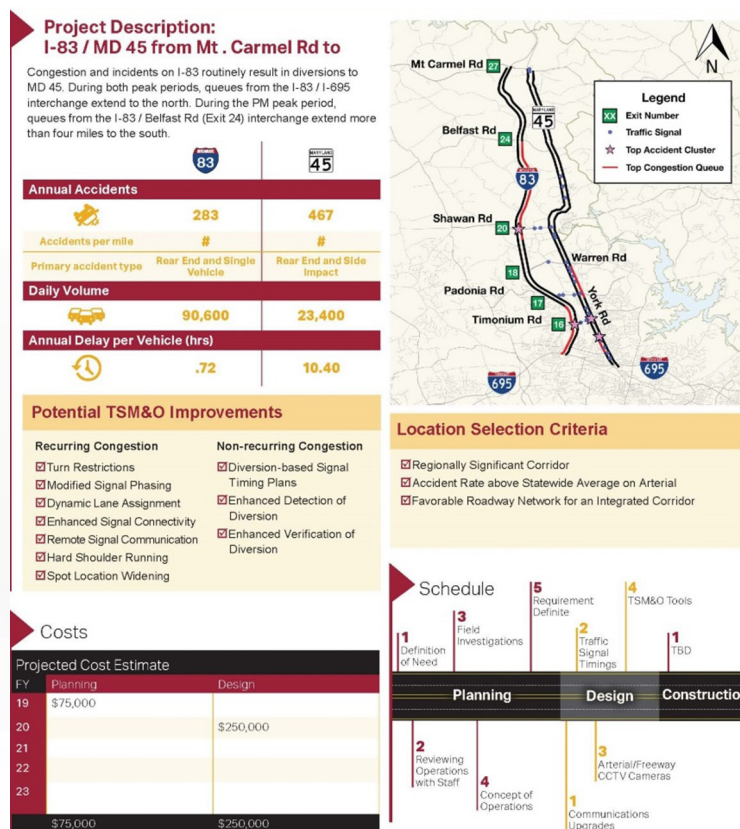 Project Description:
I-83 / MD 45 from Mt . Carmel Rd to
Congestion and incidents on I-83 routinely result in diversions to
MD 45. During both peak periods, queues from the I-83 / I-695
interchange extend to the north. During the PM peak period,
queues from the I-83 / Belfast Rd (Exit 24) interchange extend more
than four miles to the south.
83
MARYLAND
45
Annual Accidents
283
467
Accidents per mile
#
#
Primary accident type
Rear End and Single
Vehicle
Rear End and Side
Impact
Daily Volume
90,600
23,400
Annual Delay per Vehicle (hrs)
.72
10.40
Potential TSM&O Improvements
Recurring Congestion
Turn Restrictions
Modified Signal Phasing
Dynamic Lane Assignment
Enhanced Signal Connectivity
Remote Signal Communication
Hard Shoulder Running
Spot Location Widening
Non-recurring Congestion
Diversion-based Signal
Timing Plans
Enhanced Detection of
Diversion
Enhanced Verification of
Diversion
Costs
Projected Cost Estimate
FY
Planning
Design
19
$75,000
20
$250,000
21
22
23
$75,000
$250,000
N
Mt Carmel Rd
27
MARYLAND
45
Belfast Rd
24
83
Shawan Rd
20
Warren Rd
18
Padonia Rd
17
York Rd
Timonium Rd
16
695
695
Legend
XX
Exit Number
Traffic Signal
Top Accident Cluster
Top Congestion Queue
Location Selection Criteria
Regionally Significant Corridor
Accident Rate above Statewide Average on Arterial
Favorable Roadway Network for an Integrated Corridor
Schedule
1
Definition
of Need
3
Field
Investigations
5
Requirement
Definite
2
Traffic
Signal
Timings
4
TSM&O Tools
1
TBD
Planning
Design
Constructio
2
Reviewing
Operations
with Staff
4
Concept of
Operations
3
Arterial/Freeway
CCTV Cameras
1
Communications
Upgrades